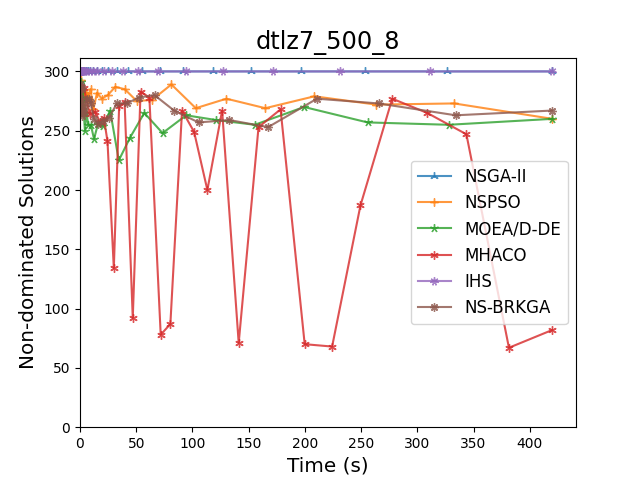 dtlz7_500_8
Non-dominated Solutions
300
250
200
150
100
50
0
NSGA-II
NSPSO
MOEA/D-DE
MHACO
IHS
NS-BRKGA
0 50 100 150 200 250 300 350 400
Time (s)